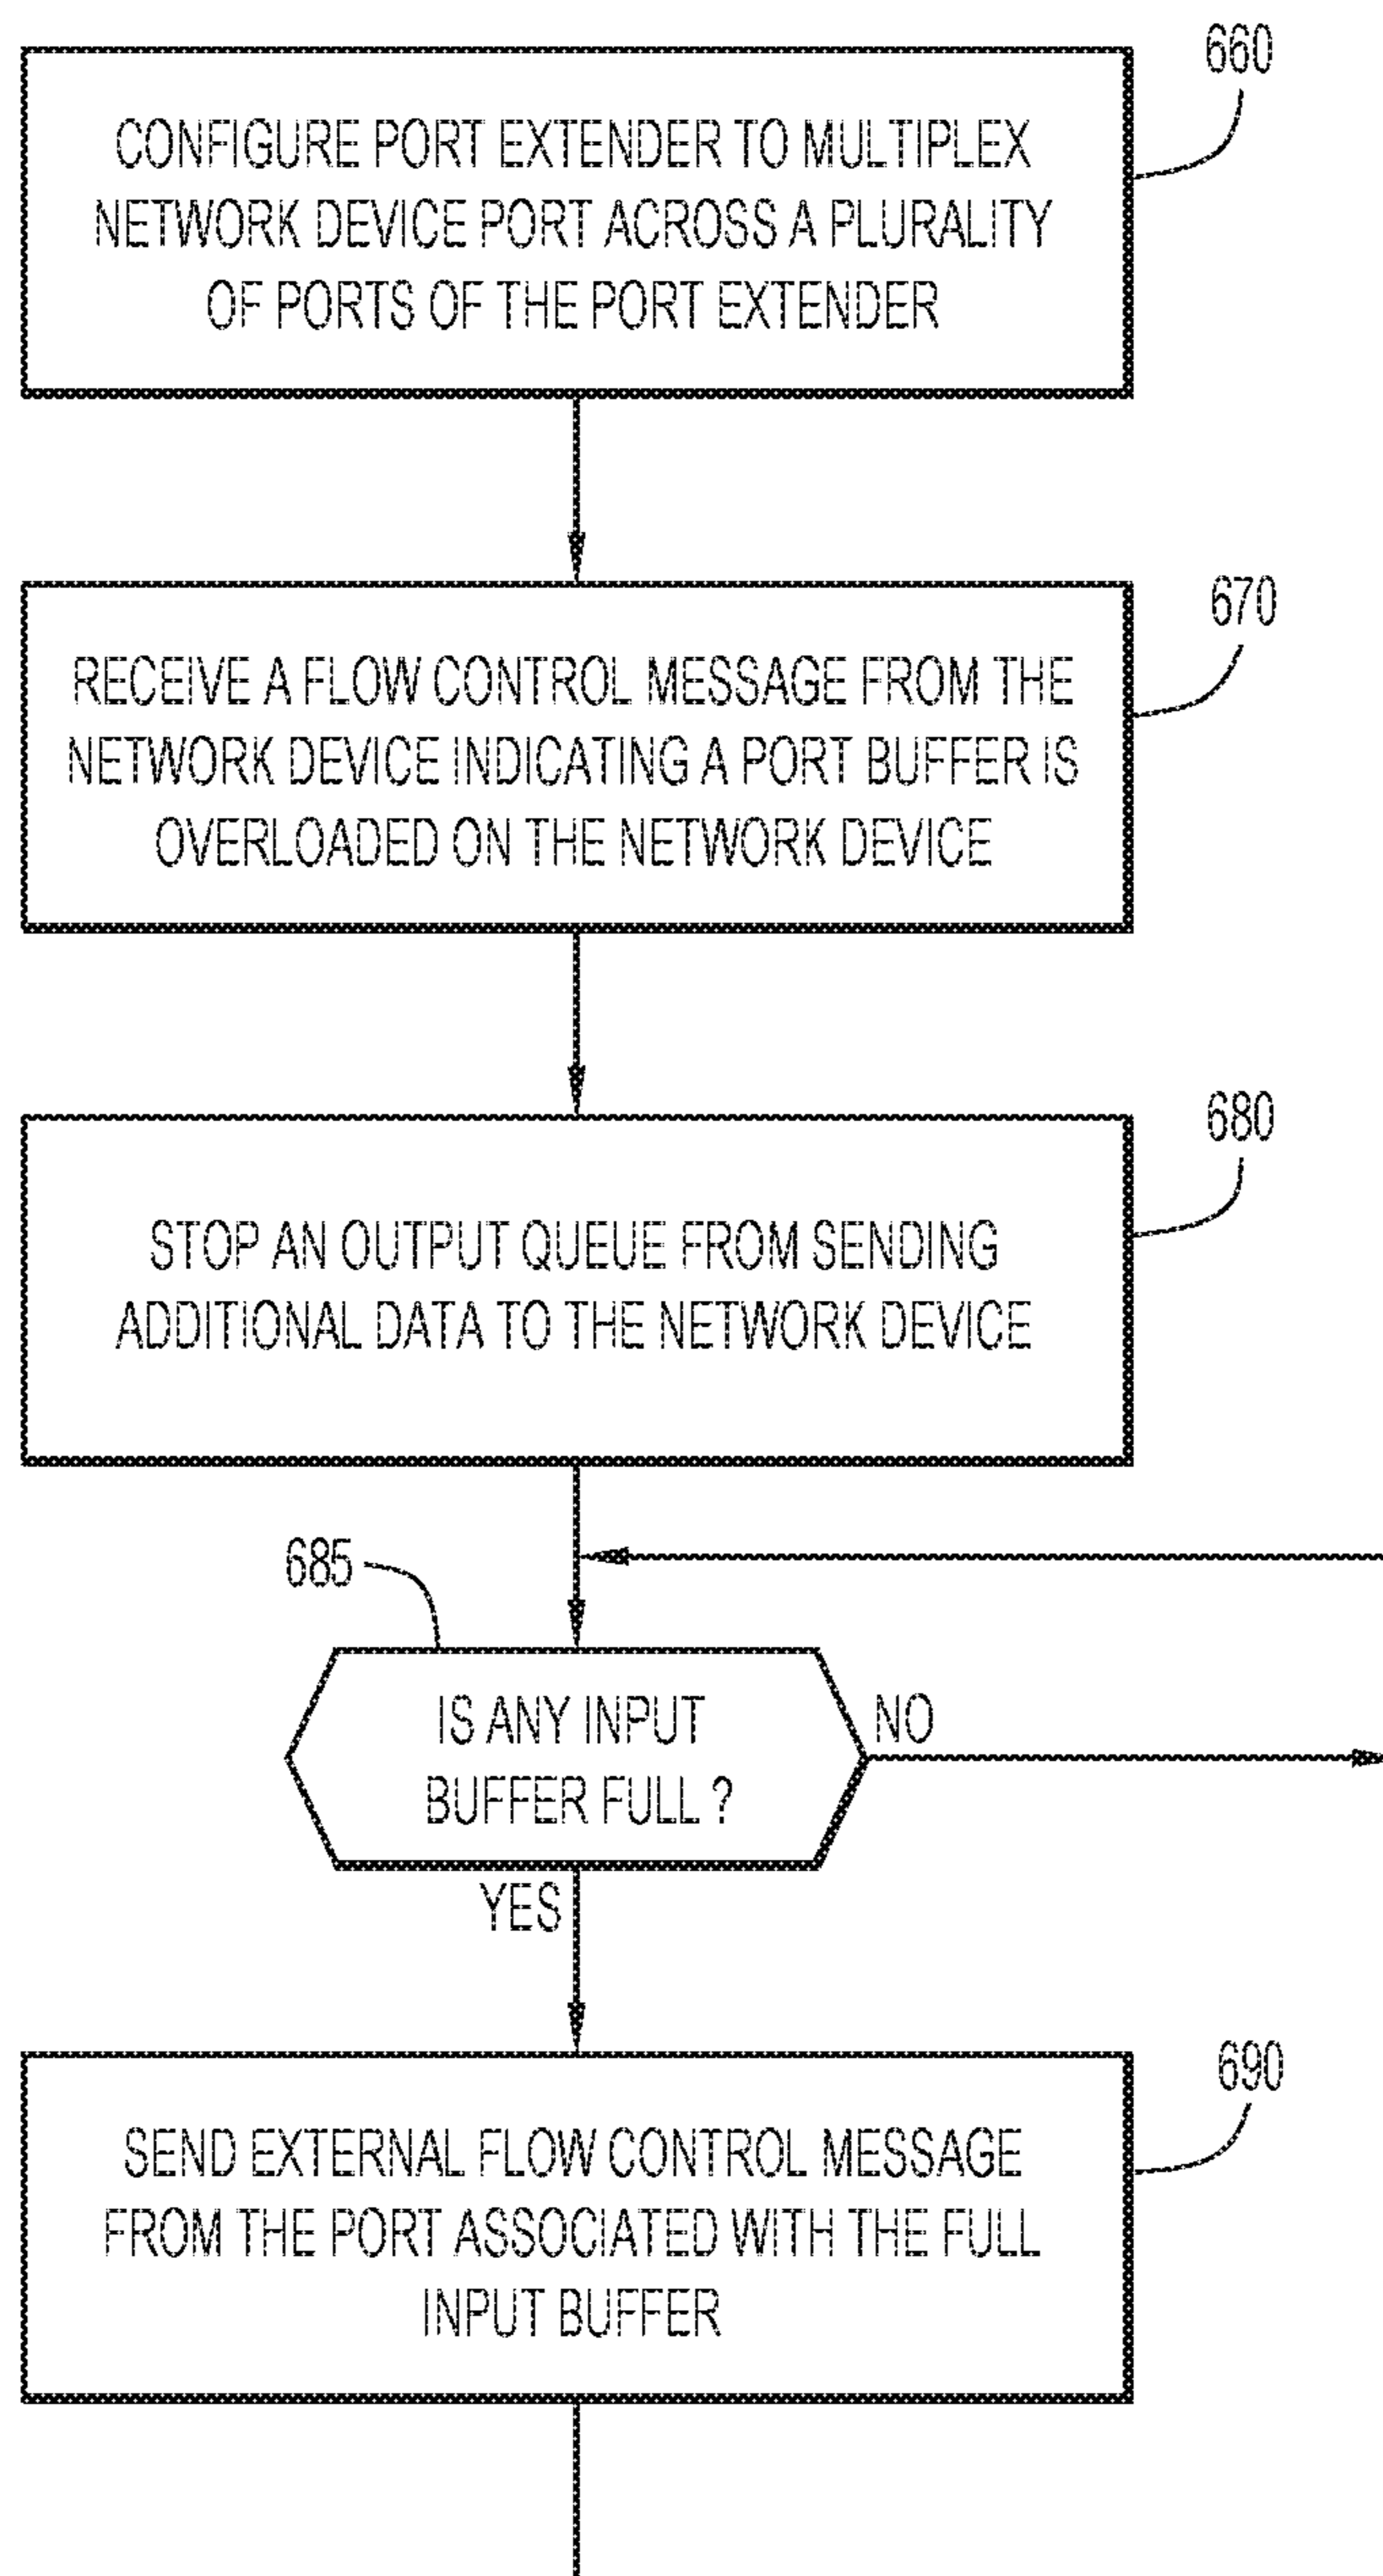 660
CONFIGURE PORT EXTENDER TO MULTIPLEX
NETWORK DEVICE PORT ACROSS A PLURALITY
OF PORTS OF THE PORT EXTENDER
670
RECEIVE A FLOW CONTROL MESSAGE FROM THE
NETWORK DEVICE INDICATING A PORT BUFFER IS
OVERLOADED ON THE NETWORK DEVICE
680
STOP AN OUTPUT QUEUE FROM SENDING
ADDITIONAL DATA TO THE NETWORK DEVICE
685
IS ANY INPUT
BUFFER FULL ?
NO
YES
690
SEND EXTERNAL FLOW CONTROL MESSAGE
FROM THE PORT ASSOCIATED WITH THE FULL
INPUT BUFFER